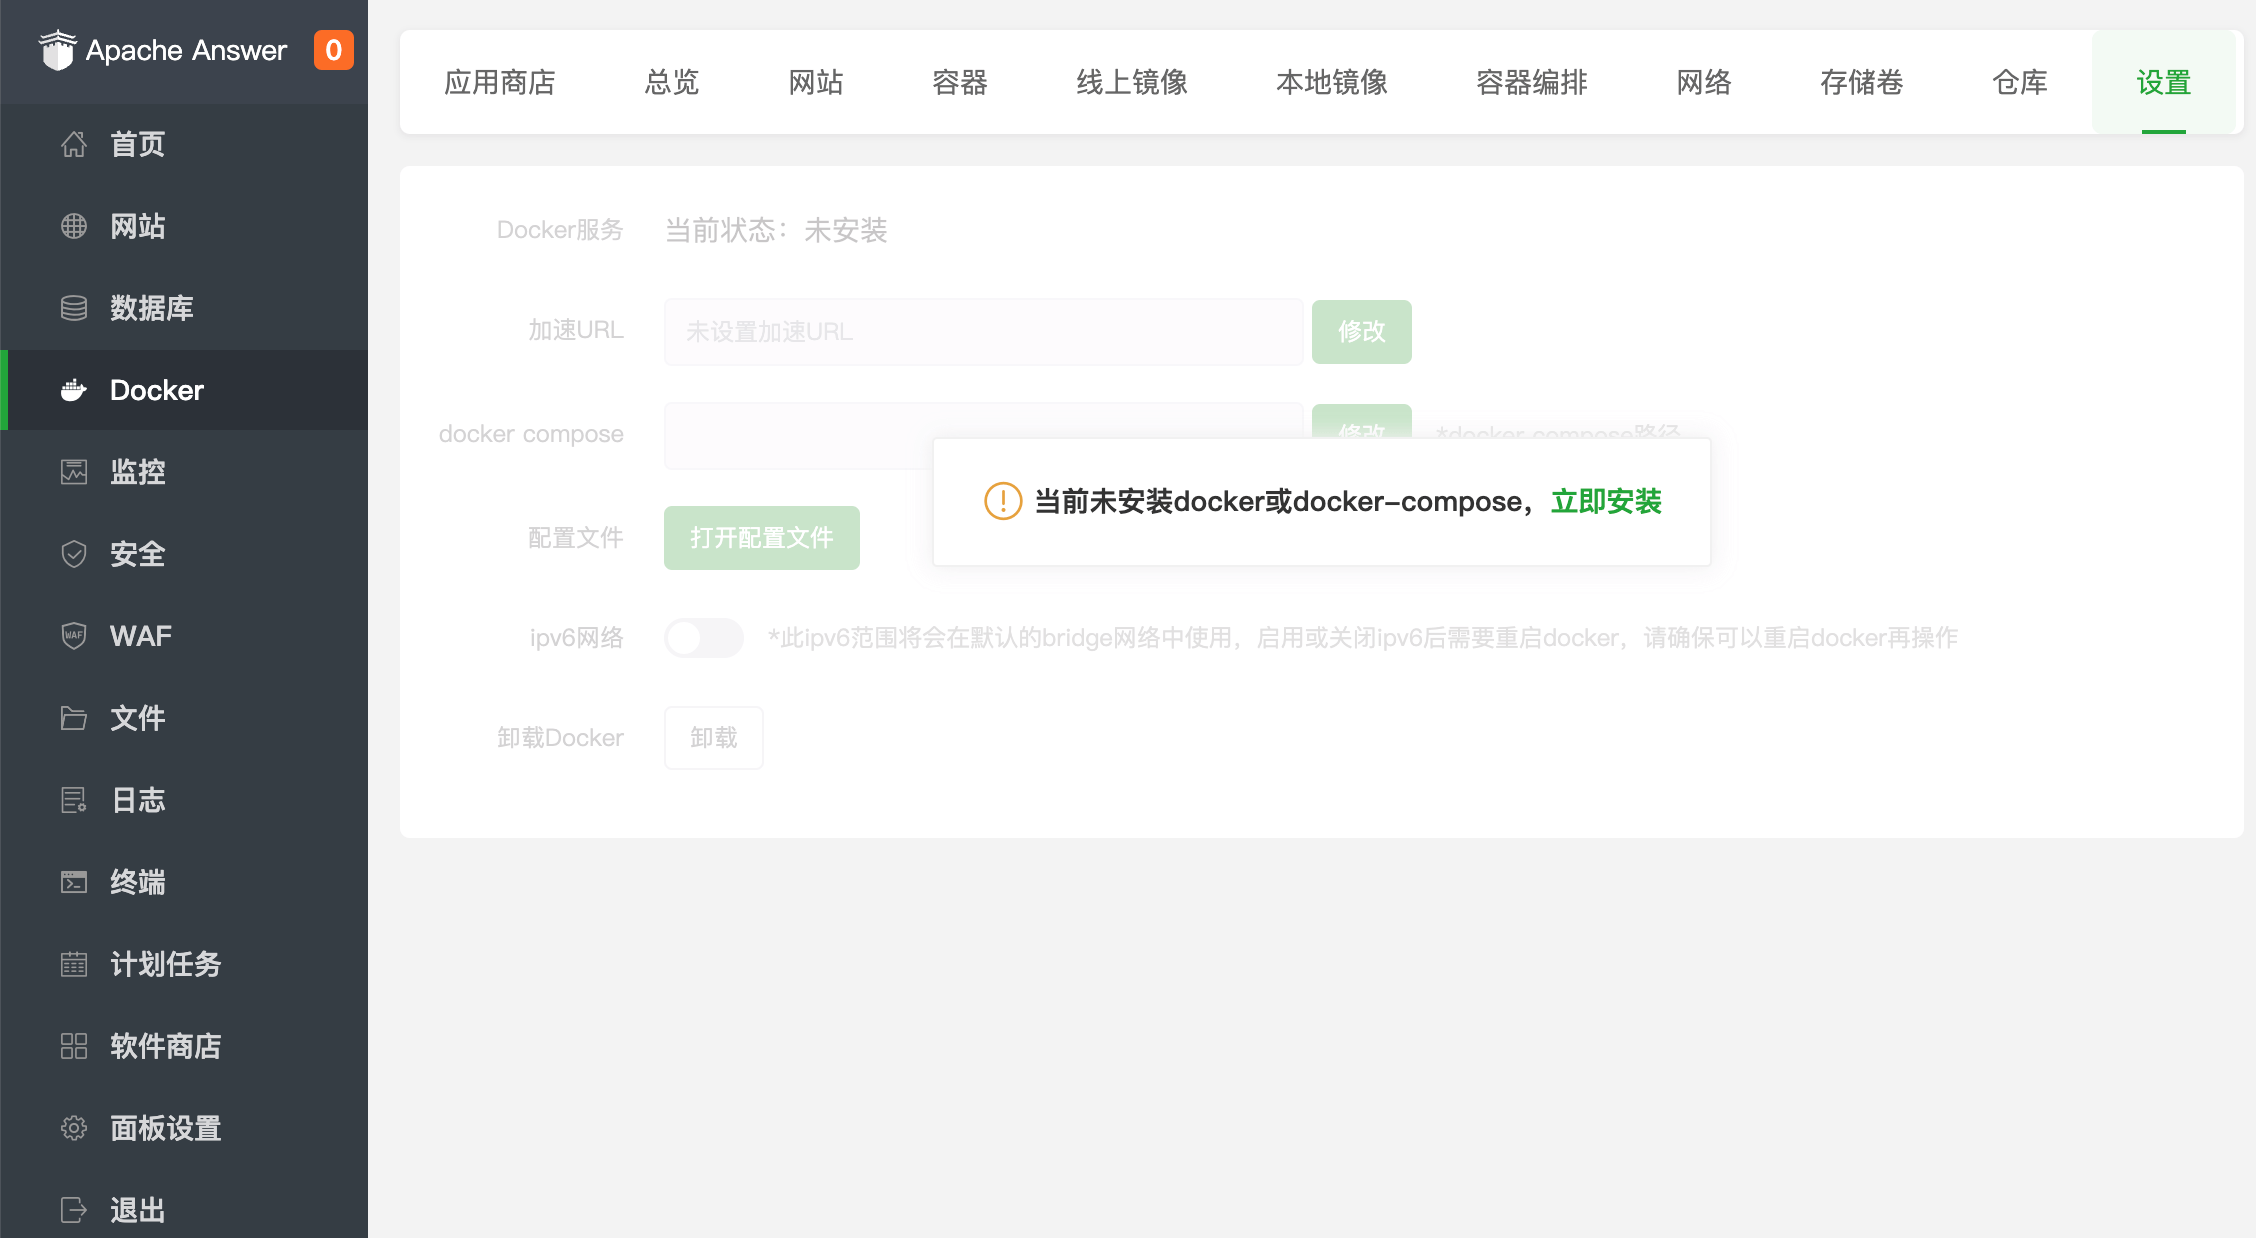 Apache Answer 0
首页
网站
数据库
Docker
监控
安全
WAF
文件
日志
终端
计划任务
软件商店
面板设置
退出
应用商店 总览 网站 容器 线上镜像 本地镜像 容器编排 网络 存储卷 仓库 设置
Docker服务 当前状态：未安装
加速URL 未设置加速URL 修改
docker compose 修改 *docker compose路径
当前未安装docker或docker-compose，立即安装
配置文件 打开配置文件
ipv6网络 *此ipv6范围将会在默认的bridge网络中使用，启用或关闭ipv6后需要重启docker，请确保可以重启docker再操作
卸载Docker 卸载